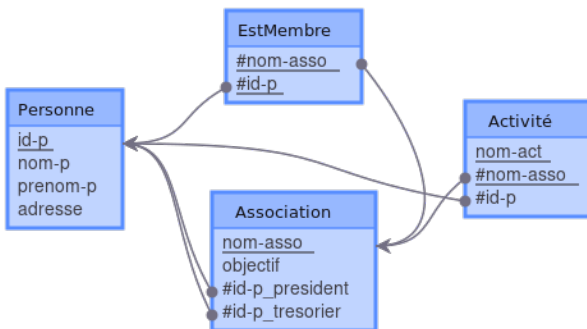 EstMembre
#nom-asso
#id-p
Personne
id-p
nom-p
prenom-p
adresse
Activité
nom-act
#nom-asso
#id-p
Association
nom-asso
objectif
#id-p_president
#id-p_tresorier